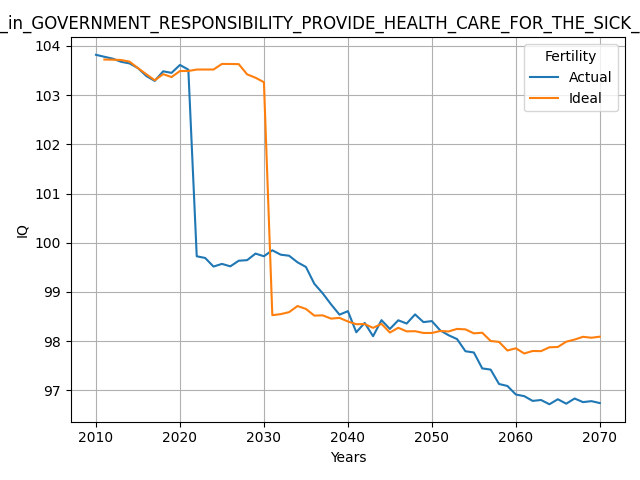 _in_GOVERNMENT_RESPONSIBILITY_PROVIDE_HEALTH_CARE_FOR_THE_SICK_
104
103
102
101
100
99
98
97
IQ
2010
2020
2030
2040
2050
2060
2070
Years
Fertility
Actual
Ideal